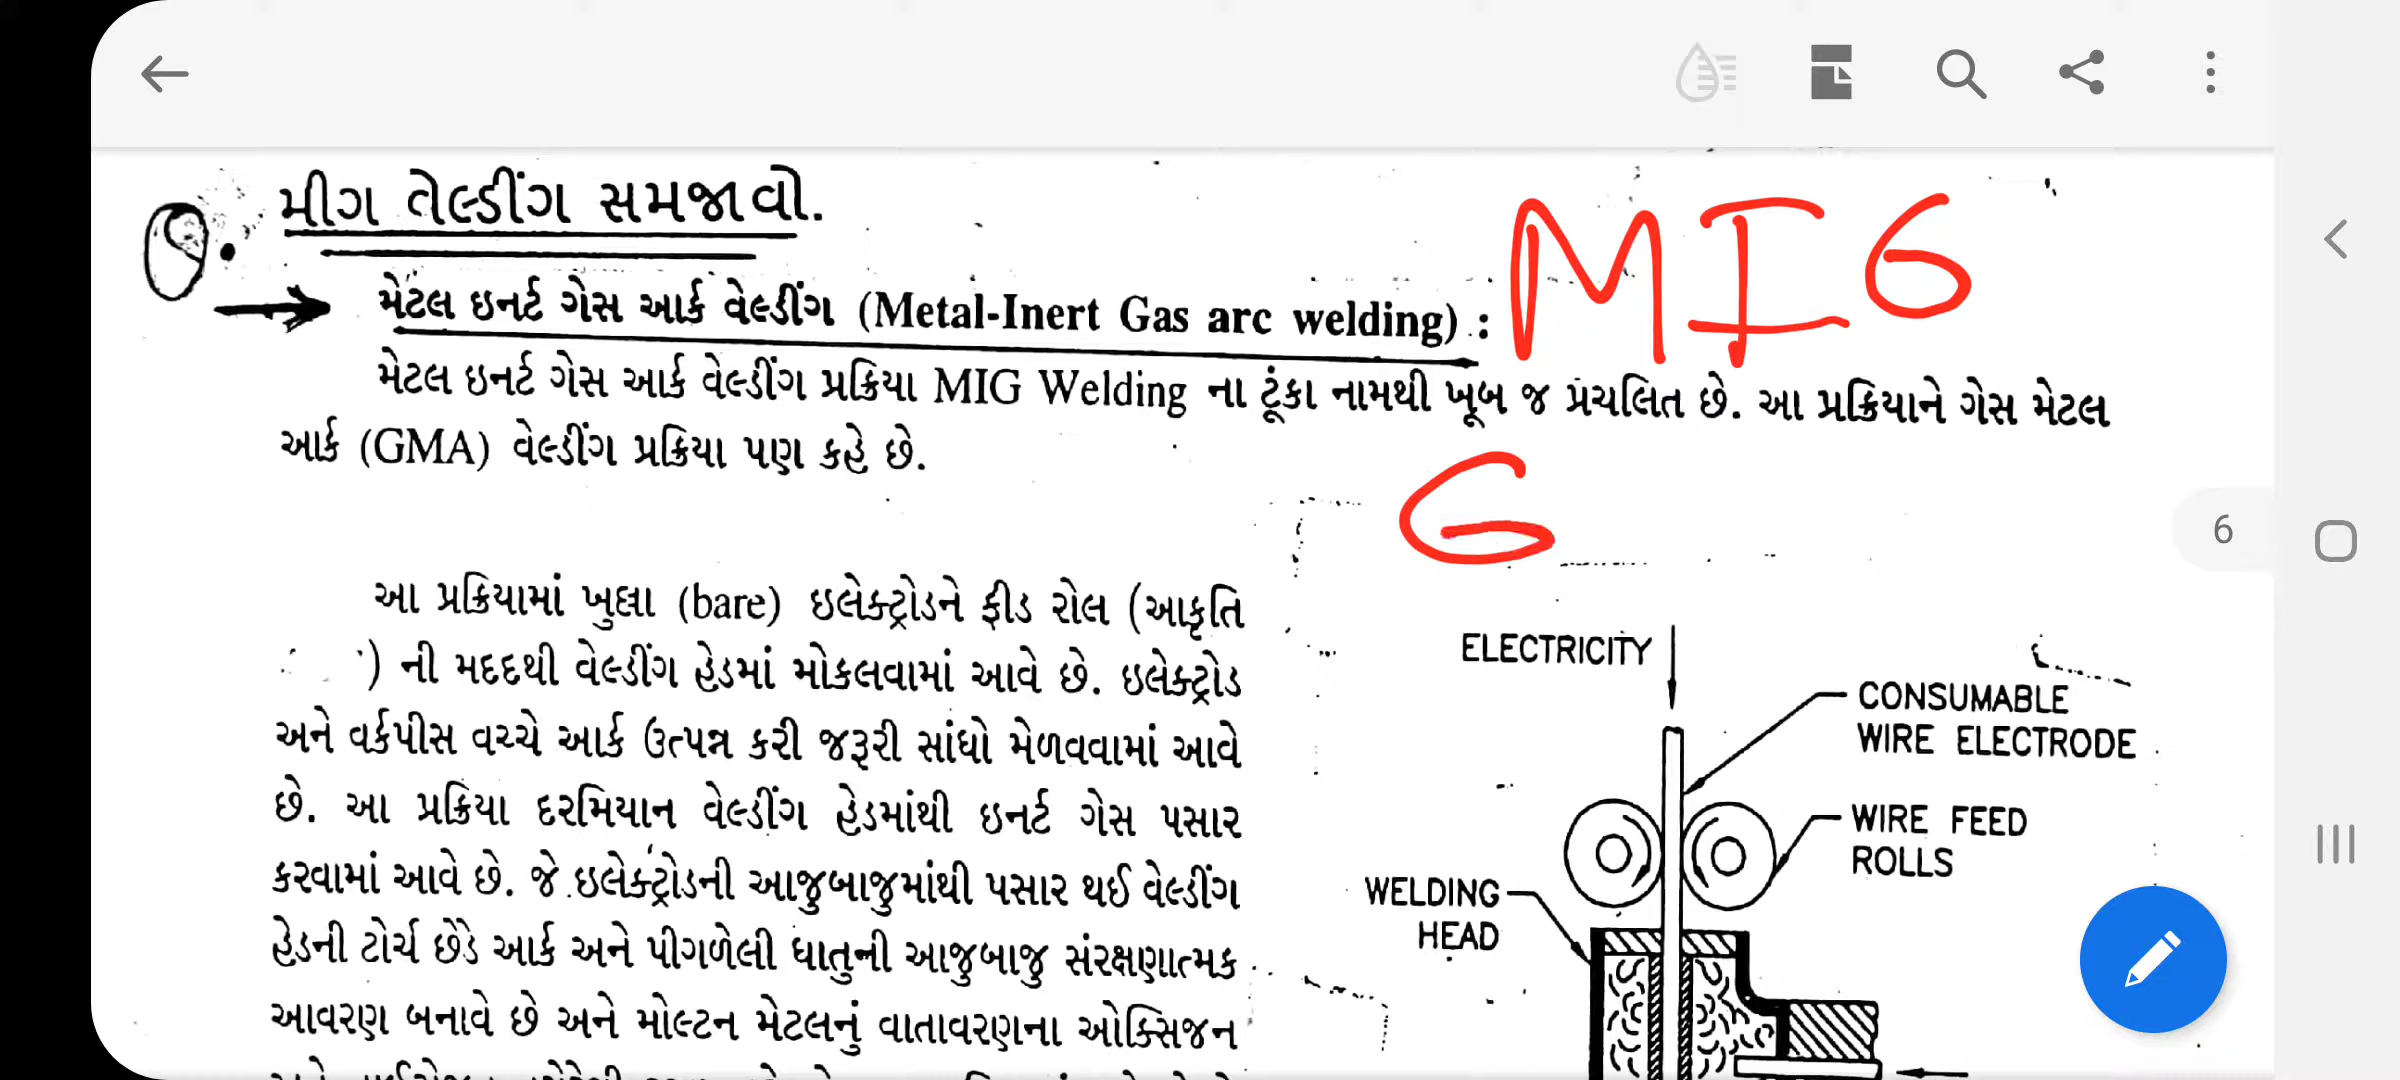 મીગ વેલ્ડીંગ સમજાવો.
MIG
મેટલ ઇનર્ટ ગેસ આર્ક વેલ્ડીંગ (Metal-Inert Gas arc welding) :
મેટલ ઇનર્ટ ગેસ આર્ક વેલ્ડીંગ પ્રક્રિયા MIG Welding ના ટૂંકા નામથી ખૂબ જ પ્રચલિત છે. આ પ્રક્રિયાને ગેસ મેટલ
આર્ક (GMA) વેલ્ડીંગ પ્રક્રિયા પણ કહે છે.
G
6
આ પ્રક્રિયામાં ખુલ્લા (bare) ઇલેક્ટ્રોડને ફીડ રોલ (આકૃતિ
) ની મદદથી વેલ્ડીંગ હેડમાં મોકલવામાં આવે છે. ઇલેક્ટ્રોડ
અને વર્કપીસ વચ્ચે આર્ક ઉત્પન્ન કરી જરૂરી સાંધો મેળવવામાં આવે
છે. આ પ્રક્રિયા દરમિયાન વેલ્ડીંગ હેડમાંથી ઇનર્ટ ગેસ પસાર
કરવામાં આવે છે. જે ઇલેક્ટ્રોડની આજુબાજુમાંથી પસાર થઈ વેલ્ડીંગ
હેડની ટોર્ચ છેડે આર્ક અને પીગળેલી ધાતુની આજુબાજુ સંરક્ષણાત્મક
આવરણ બનાવે છે અને મોલ્ટન મેટલનું વાતાવરણના ઓક્સિજન
ELECTRICITY
CONSUMABLE
WIRE ELECTRODE
WIRE FEED
ROLLS
WELDING
HEAD